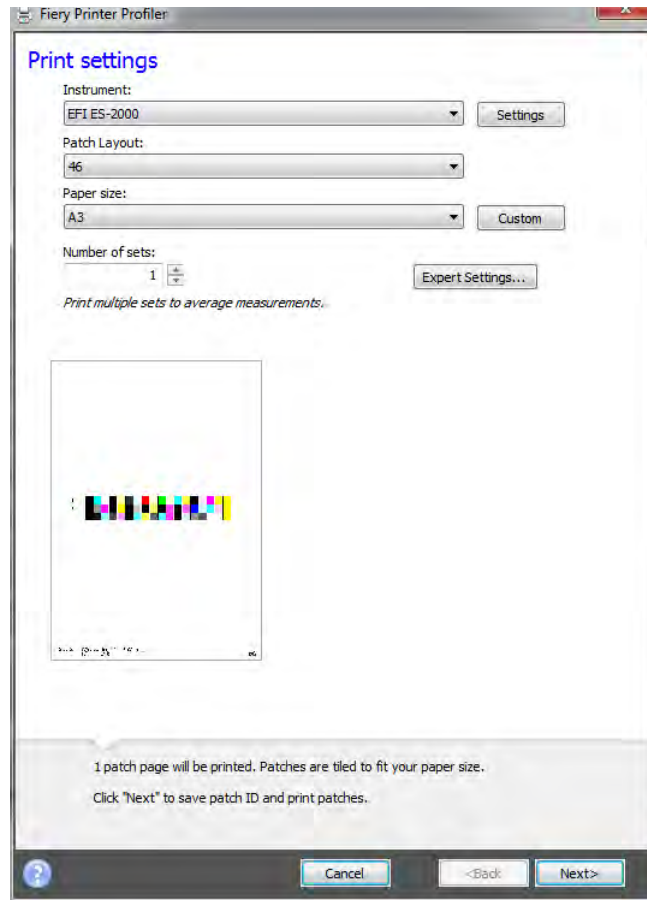 Fiery Printer Profiler
Print settings
Instrument:
EFI ES-2000
Settings
Patch Layout:
46
Paper size:
A3
Custom
Number of sets:
1
Expert Settings...
Print multiple sets to average measurements.
1 patch page will be printed. Patches are tiled to fit your paper size.
Click "Next" to save patch ID and print patches.
?
Cancel
<Back
Next>